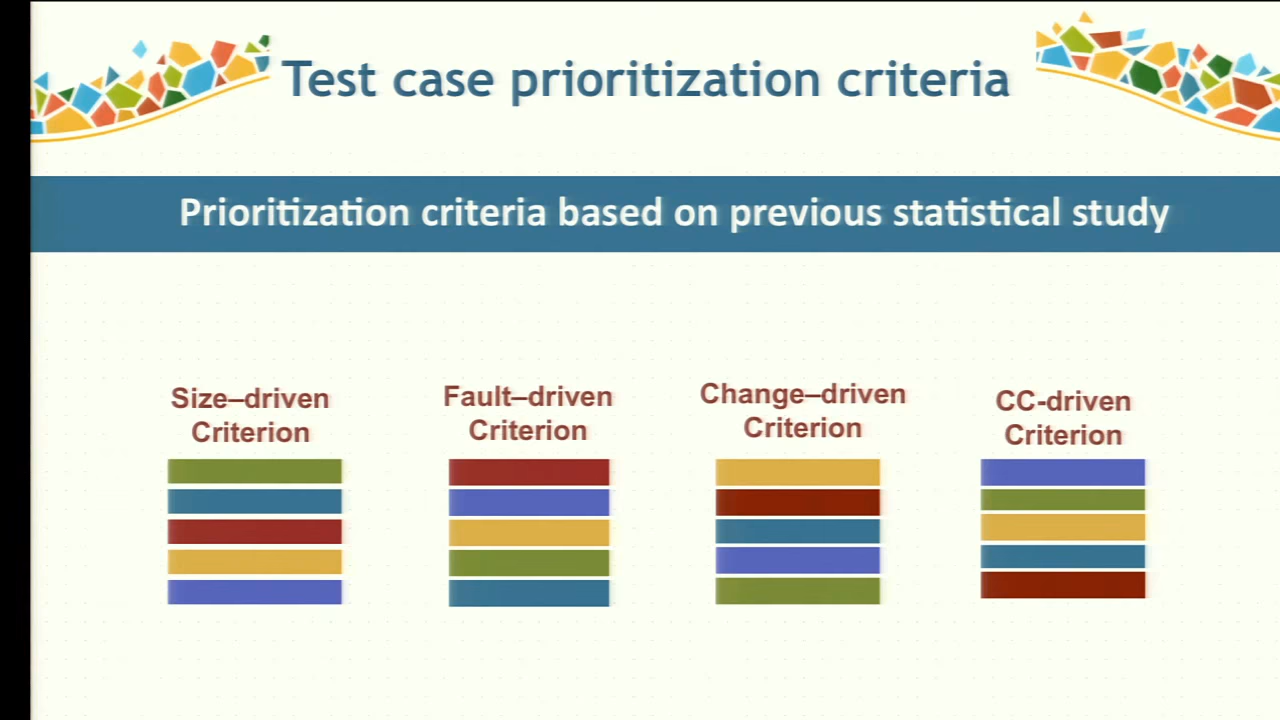 Test case prioritization criteria
Prioritization criteria based on previous statistical study
Size–driven
Criterion
Fault–driven
Criterion
Change–driven
Criterion
CC-driven
Criterion